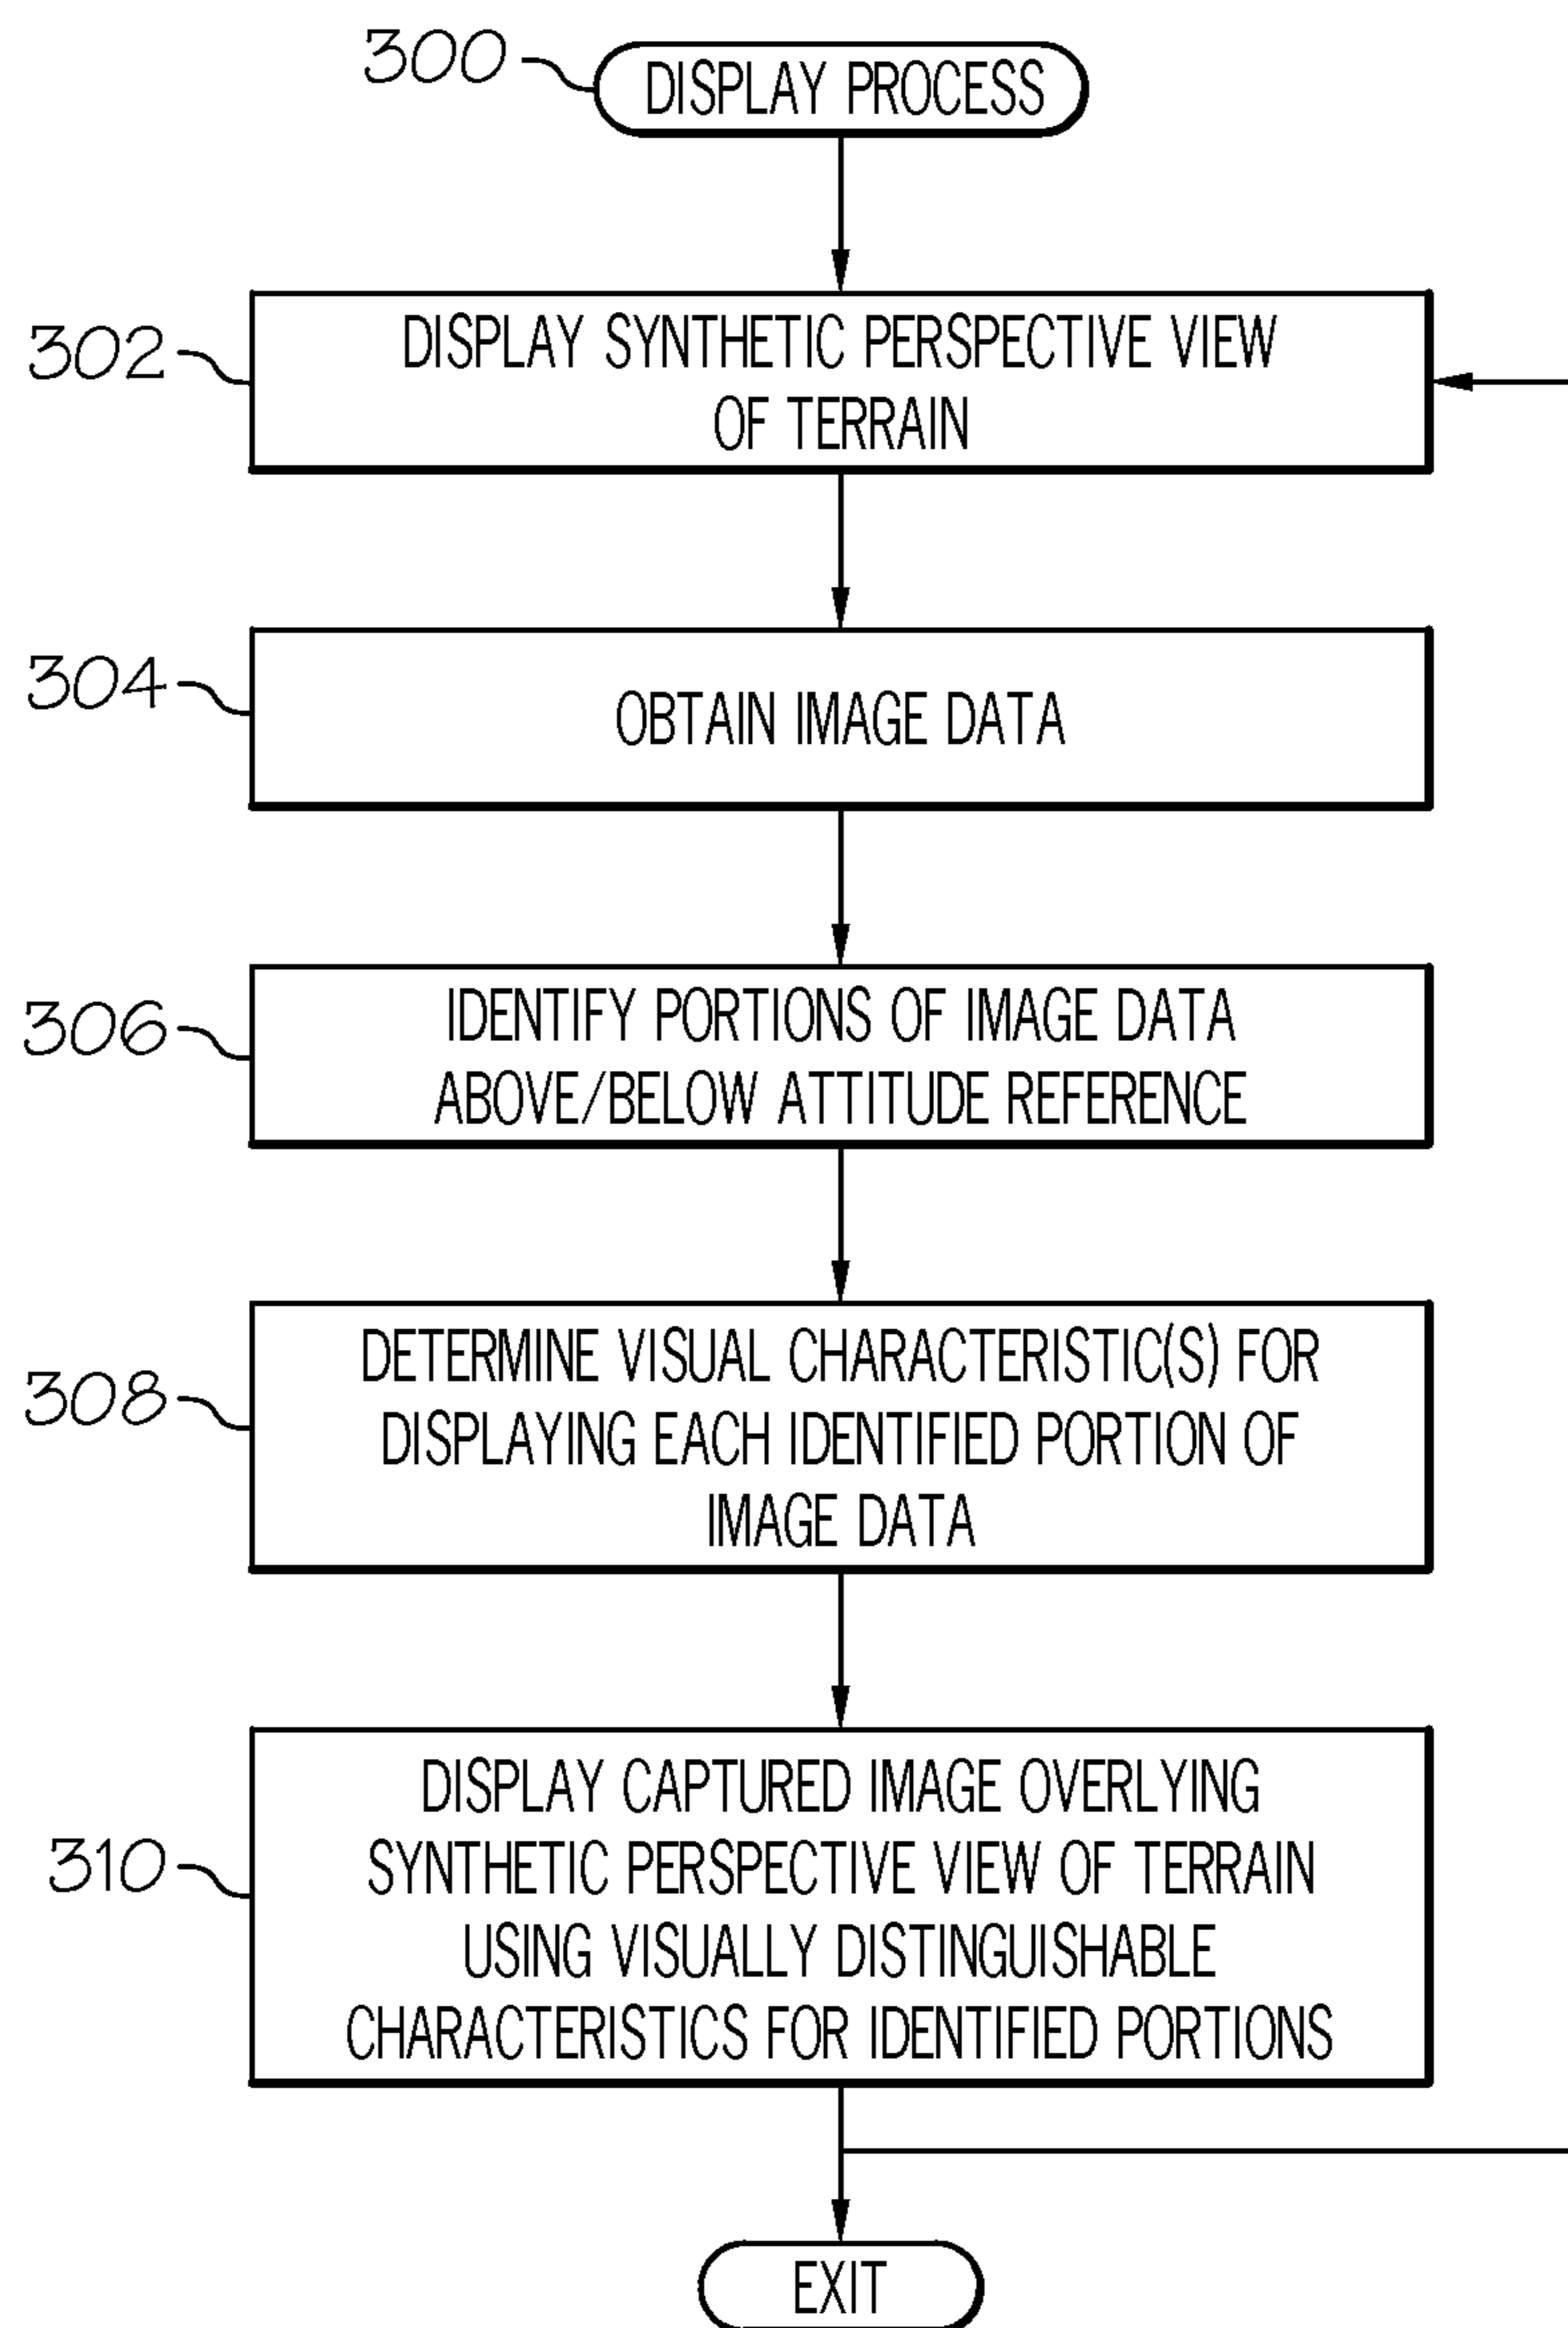 300
DISPLAY PROCESS
302
DISPLAY SYNTHETIC PERSPECTIVE VIEW
OF TERRAIN
304
OBTAIN IMAGE DATA
306
IDENTIFY PORTIONS OF IMAGE DATA
ABOVE/BELOW ATTITUDE REFERENCE
308
DETERMINE VISUAL CHARACTERISTIC(S) FOR
DISPLAYING EACH IDENTIFIED PORTION OF
IMAGE DATA
310
DISPLAY CAPTURED IMAGE OVERLYING
SYNTHETIC PERSPECTIVE VIEW OF TERRAIN
USING VISUALLY DISTINGUISHABLE
CHARACTERISTICS FOR IDENTIFIED PORTIONS
EXIT